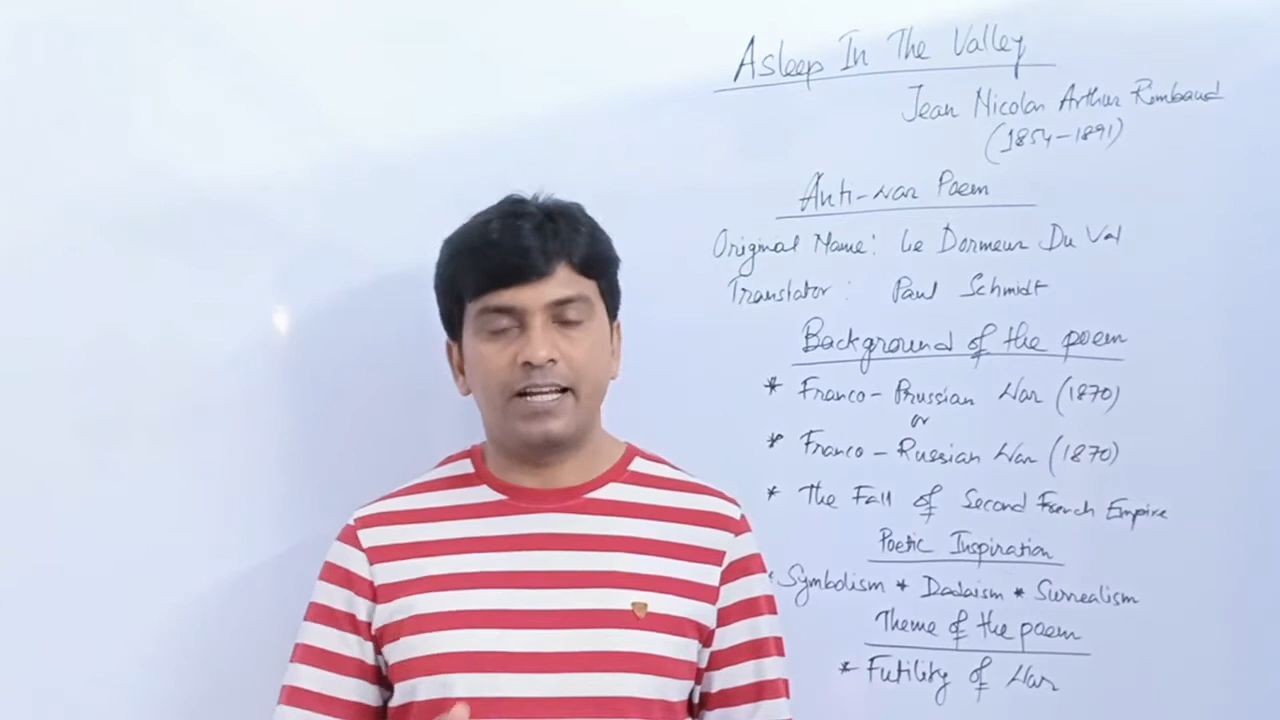 Asleep In The Valley
Jean Nicolas Arthur Rimbaud
(1854-1891)
Anti-war Poem
Original Name: Le Dormeur Du Val
Translator: Paul Schmidt
Background of the poem
* Franco-Prussian War (1870)
or
* Franco-Russian War (1870)
* The Fall of Second French Empire
Poetic Inspiration
* Symbolism * Dadaism * Surrealism
Theme of the poem
* Futility of War